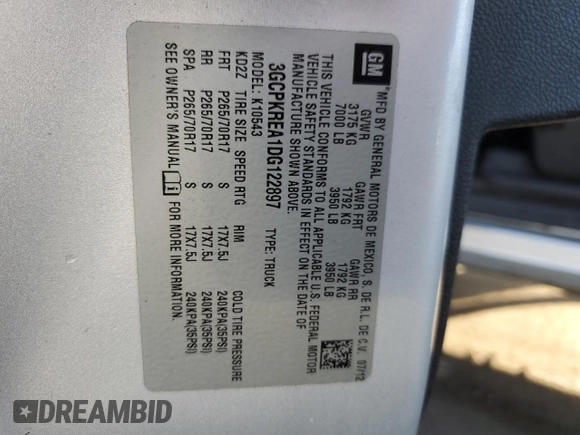 GM
MFD BY GENERAL MOTORS DE MEXICO, S. DE R.L. DE C.V. 07/12
GVWR GAWR FRT GAWR RR
3175 KG 1792 KG 1792 KG
7000 LB 3950 LB 3950 LB
THIS VEHICLE CONFORMS TO ALL APPLICABLE U.S. FEDERAL MOTOR
VEHICLE SAFETY STANDARDS IN EFFECT ON THE DATE OF
MANUFACTURE SHOWN ABOVE.
3GCPKREA1DG122897 TYPE: TRUCK
MODEL: K10543
KD2Z TIRE SIZE SPEED RTG RIM COLD TIRE PRESSURE
FRT P265/70R17 S 17X7.5J 240KPA(35PSI)
RR P265/70R17 S 17X7.5J 240KPA(35PSI)
SPA P265/70R17 S 17X7.5J 240KPA(35PSI)
SEE OWNER'S MANUAL FOR MORE INFORMATION.
DREAMBID